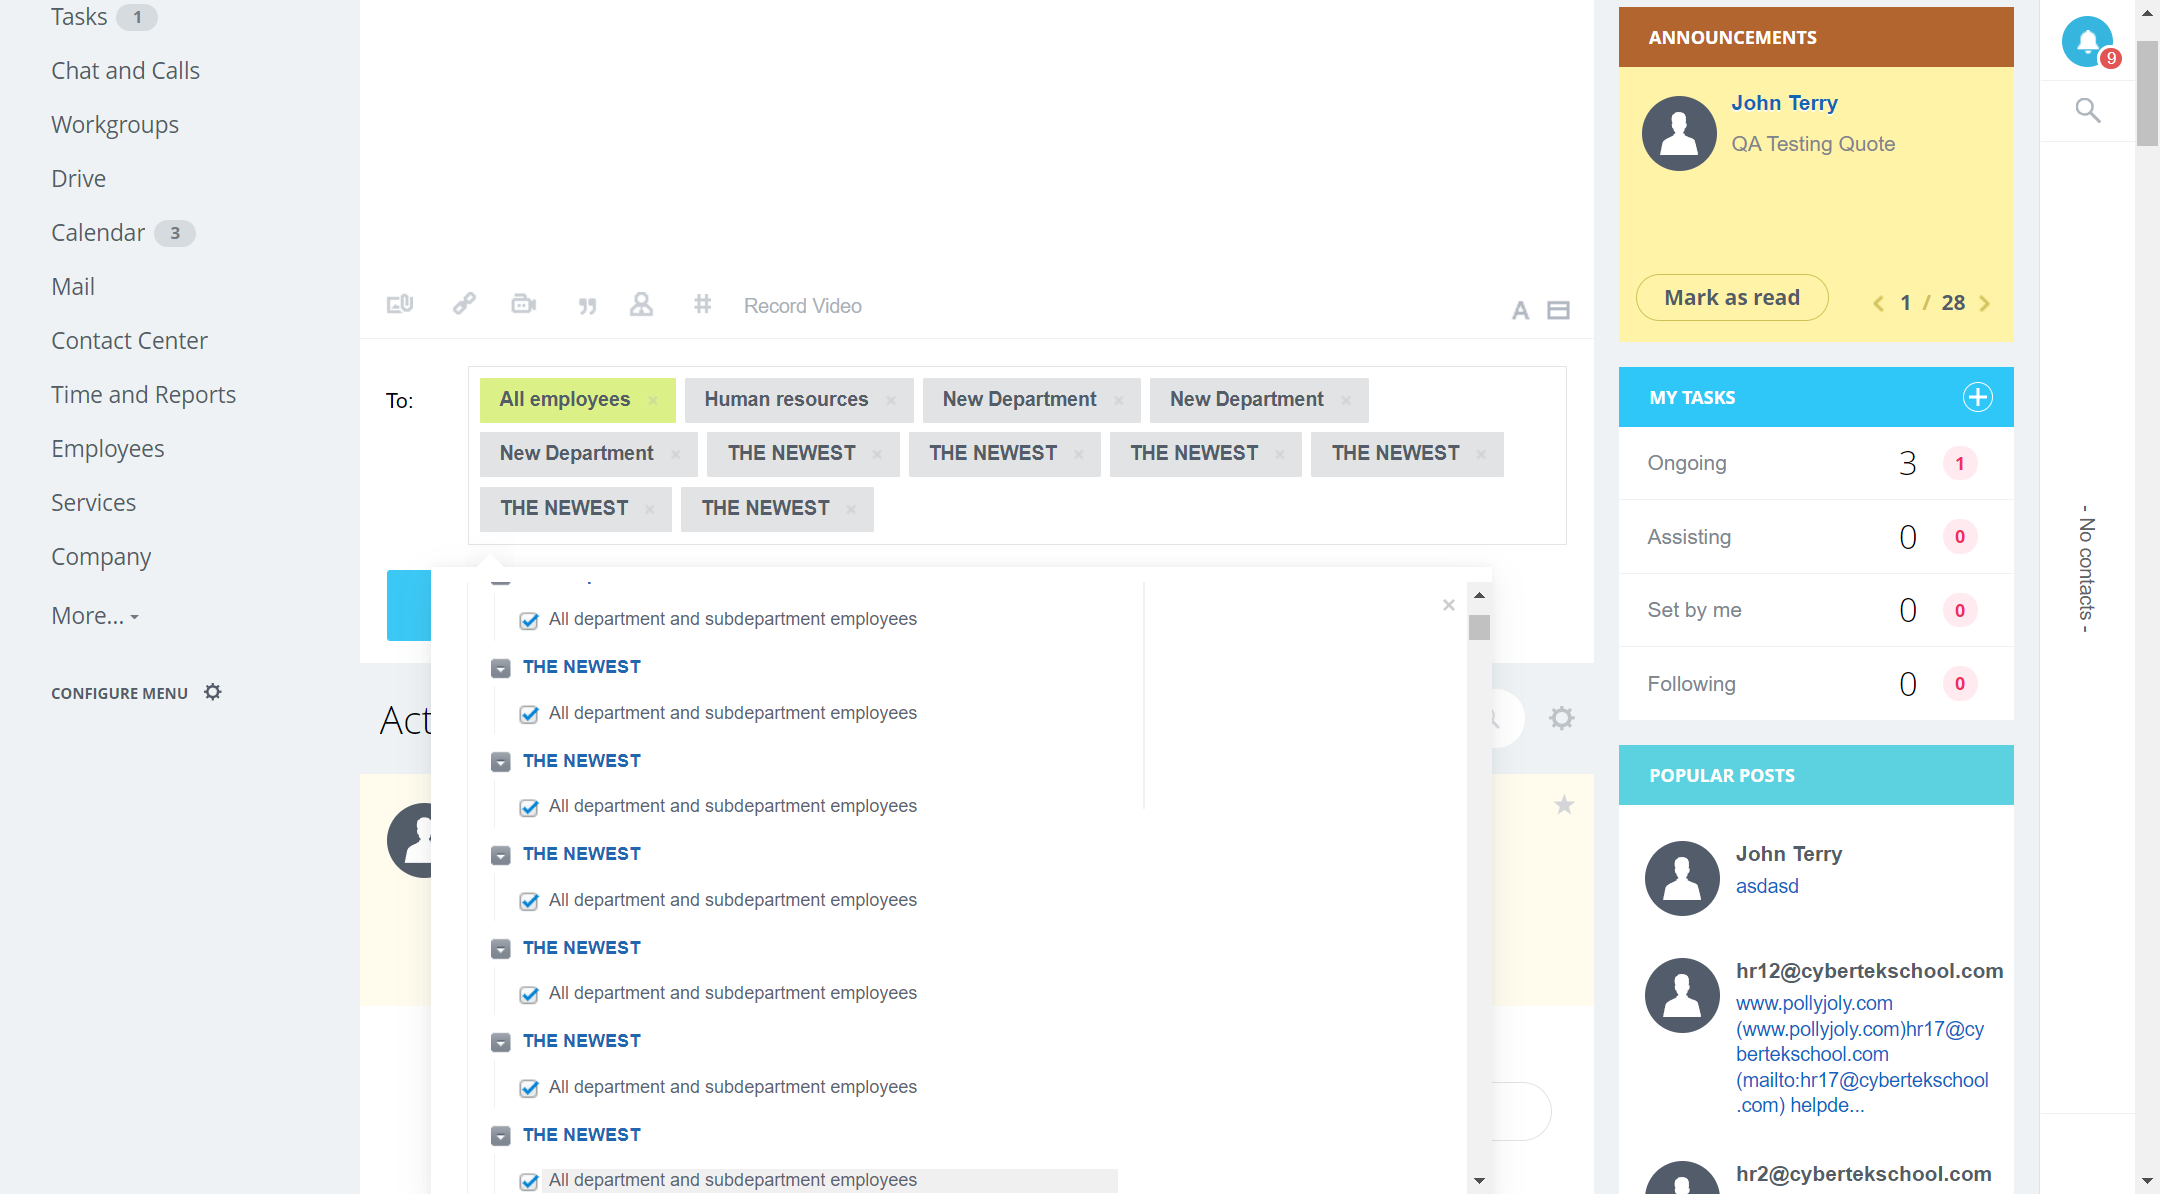 Tasks 1
Chat and Calls
Workgroups
Drive
Calendar 3
Mail
Contact Center
Time and Reports
Employees
Services
Company
More...
CONFIGURE MENU
Record Video
A
To:
All employees × Human resources × New Department × New Department ×
New Department × THE NEWEST × THE NEWEST × THE NEWEST × THE NEWEST ×
THE NEWEST × THE NEWEST ×
All department and subdepartment employees
THE NEWEST
All department and subdepartment employees
THE NEWEST
All department and subdepartment employees
THE NEWEST
All department and subdepartment employees
THE NEWEST
All department and subdepartment employees
THE NEWEST
All department and subdepartment employees
THE NEWEST
All department and subdepartment employees
Act
ANNOUNCEMENTS
John Terry
QA Testing Quote
Mark as read
1 / 28
MY TASKS
Ongoing 3 1
Assisting 0 0
Set by me 0 0
Following 0 0
POPULAR POSTS
John Terry
asdasd
hr12@cybertekschool.com
www.pollyjoly.com
(www.pollyjoly.com)hr17@cy
bertekschool.com
(mailto:hr17@cybertekschool
.com) helpde...
hr2@cybertekschool.com
9
- No contacts -